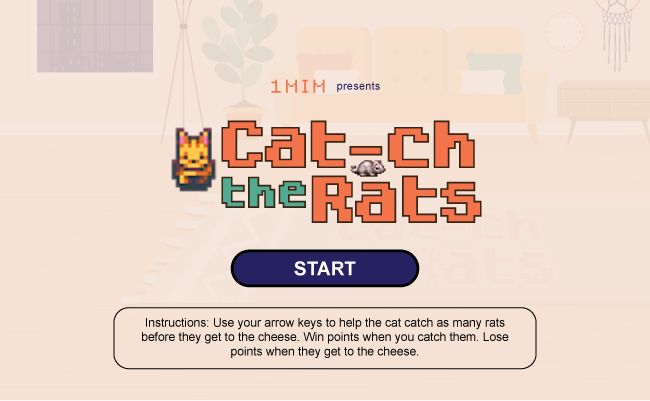 1MIM presents
Cat-ch
the Rats
START
Instructions: Use your arrow keys to help the cat catch as many rats
before they get to the cheese. Win points when you catch them. Lose
points when they get to the cheese.